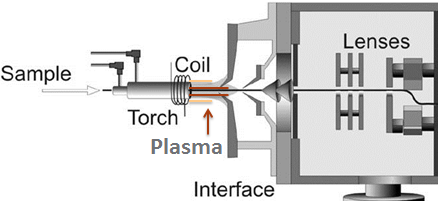 Sample
Coil
Torch
Plasma
Interface
Lenses